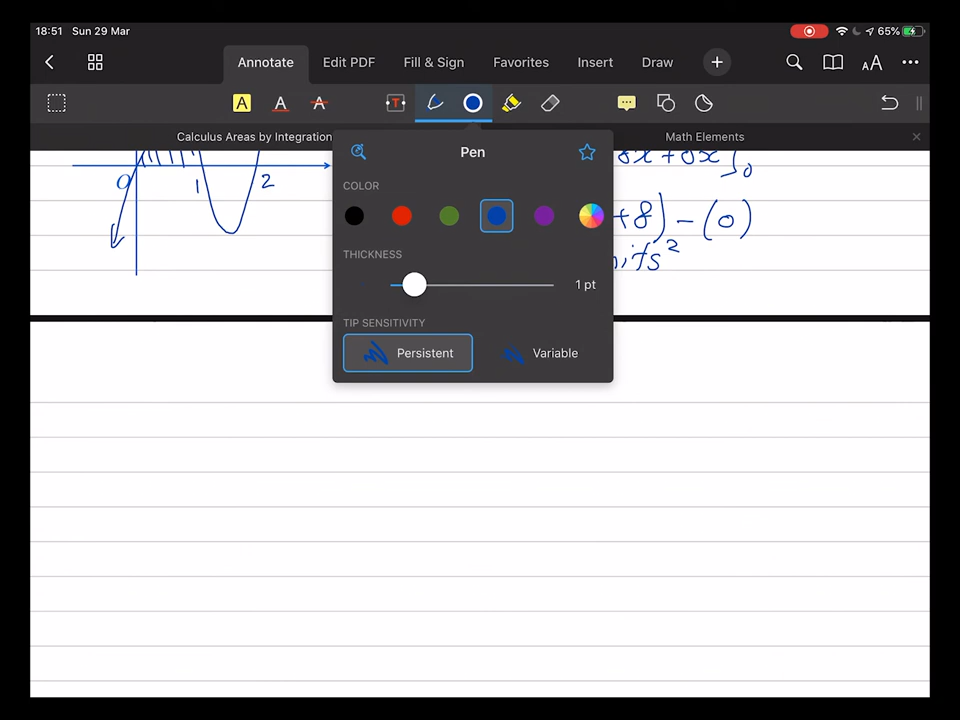 18:51 Sun 29 Mar 65%
Annotate Edit PDF Fill & Sign Favorites Insert Draw
A A A T AA
Calculus Areas by Integration Math Elements
Pen
COLOR
THICKNESS
1 pt
TIP SENSITIVITY
Persistent Variable
0 1 2
+8) - (0)